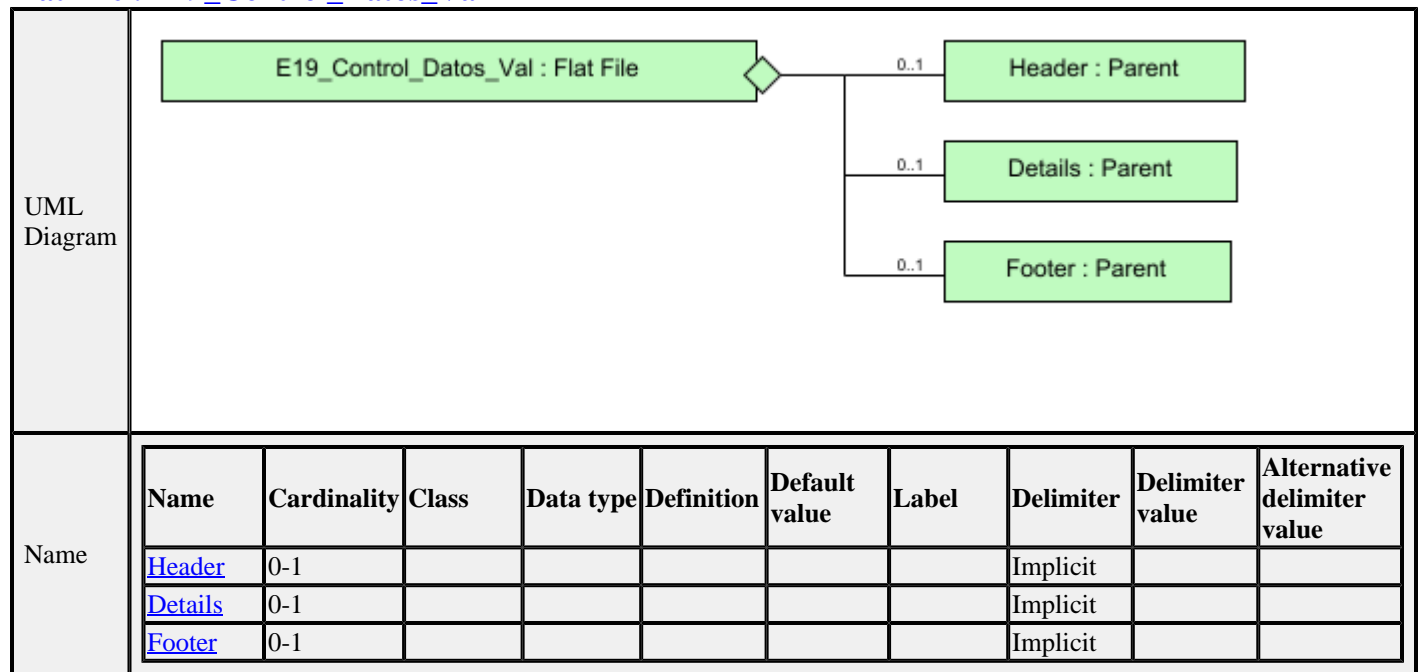 E19_Control_Datos_Val : Flat File
0..1
Header : Parent
0..1
Details : Parent
UML
Diagram
0..1
Footer : Parent
Name
Name Cardinality Class Data type Definition Default value Label Delimiter Delimiter value Alternative delimiter value
Header 0-1 Implicit
Details 0-1 Implicit
Footer 0-1 Implicit